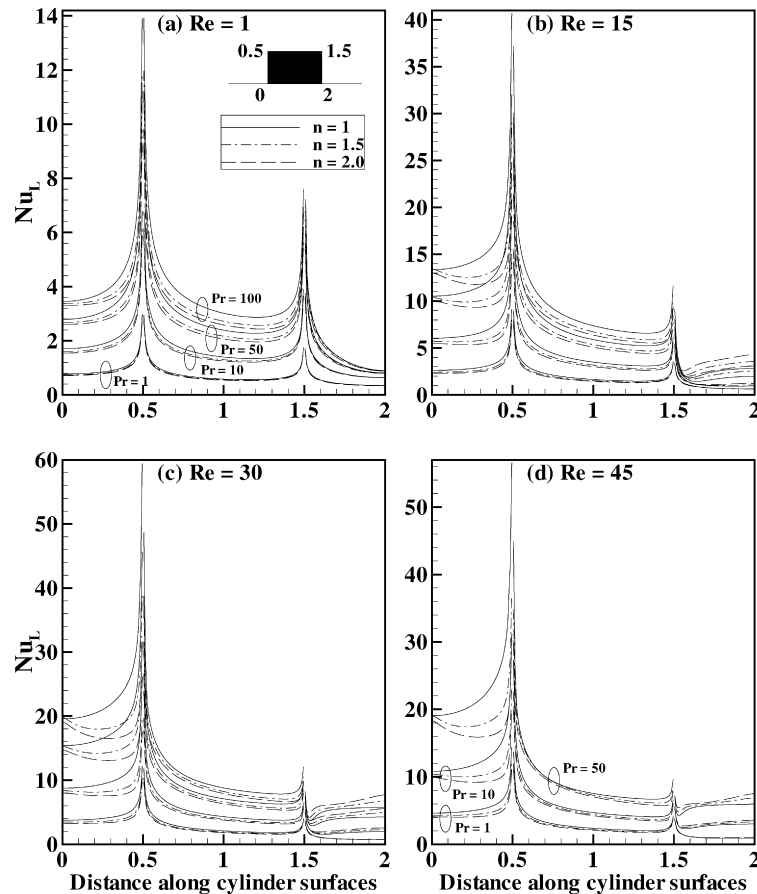 (a) Re = 1
14
12
10
8
6
4
2
0
Nu_L
0.5 1.5
0 2
n = 1
n = 1.5
n = 2.0
Pr = 100
Pr = 50
Pr = 10
Pr = 1
0 0.5 1 1.5 2
(b) Re = 15
40
35
30
25
20
15
10
5
0
0 0.5 1 1.5 2
(c) Re = 30
60
50
40
30
20
10
0
Nu_L
0 0.5 1 1.5 2
Distance along cylinder surfaces
(d) Re = 45
50
40
30
20
10
0
Pr = 50
Pr = 10
Pr = 1
0 0.5 1 1.5 2
Distance along cylinder surfaces